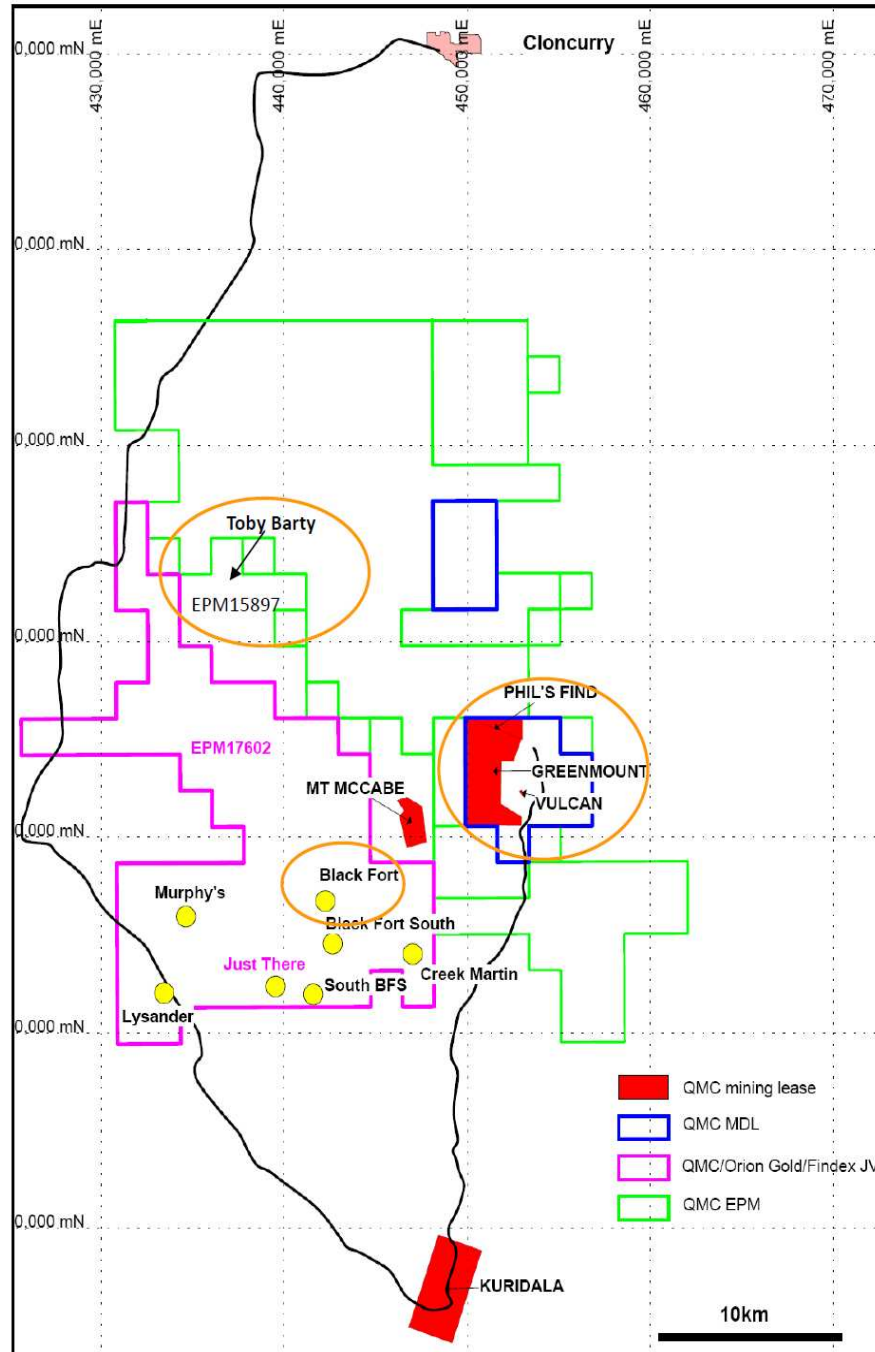 430,000 mE
440,000 mE
450,000 mE
460,000 mE
470,000 mE
Cloncurry
0,000 mN
0,000 mN
0,000 mN
Toby Barty
EPM15897
0,000 mN
PHIL'S FIND
EPM17602
GREENMOUNT
MT MCCABE
VULCAN
0,000 mN
Black Fort
Murphy's
Black Fort South
Just There
Creek Martin
South BFS
Lysander
0,000 mN
QMC mining lease
QMC MDL
QMC/Orion Gold/Findex JV
QMC EPM
0,000 mN
KURIDALA
10km